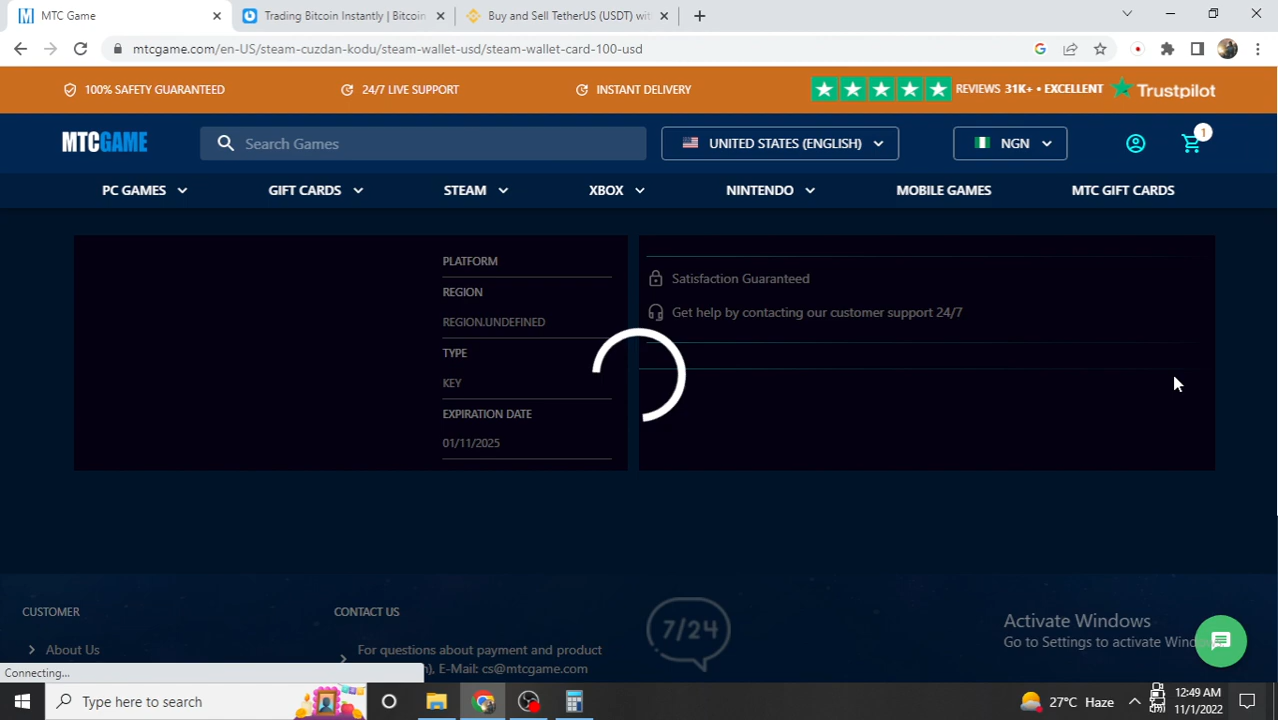 MTC Game
Trading Bitcoin Instantly | Bitcoin
Buy and Sell TetherUS (USDT) wit
mtcgame.com/en-US/steam-cuzdan-kodu/steam-wallet-usd/steam-wallet-card-100-usd
100% SAFETY GUARANTEED
24/7 LIVE SUPPORT
INSTANT DELIVERY
REVIEWS 31K+ • EXCELLENT
Trustpilot
MTCGAME
Search Games
UNITED STATES (ENGLISH)
NGN
1
PC GAMES
GIFT CARDS
STEAM
XBOX
NINTENDO
MOBILE GAMES
MTC GIFT CARDS
PLATFORM
REGION
REGION.UNDEFINED
TYPE
KEY
EXPIRATION DATE
01/11/2025
Satisfaction Guaranteed
Get help by contacting our customer support 24/7
CUSTOMER
About Us
CONTACT US
For questions about payment and product
), E-Mail: cs@mtcgame.com
7/24
Activate Windows
Go to Settings to activate Wind
Connecting...
Type here to search
27°C Haze
12:49 AM
11/1/2022